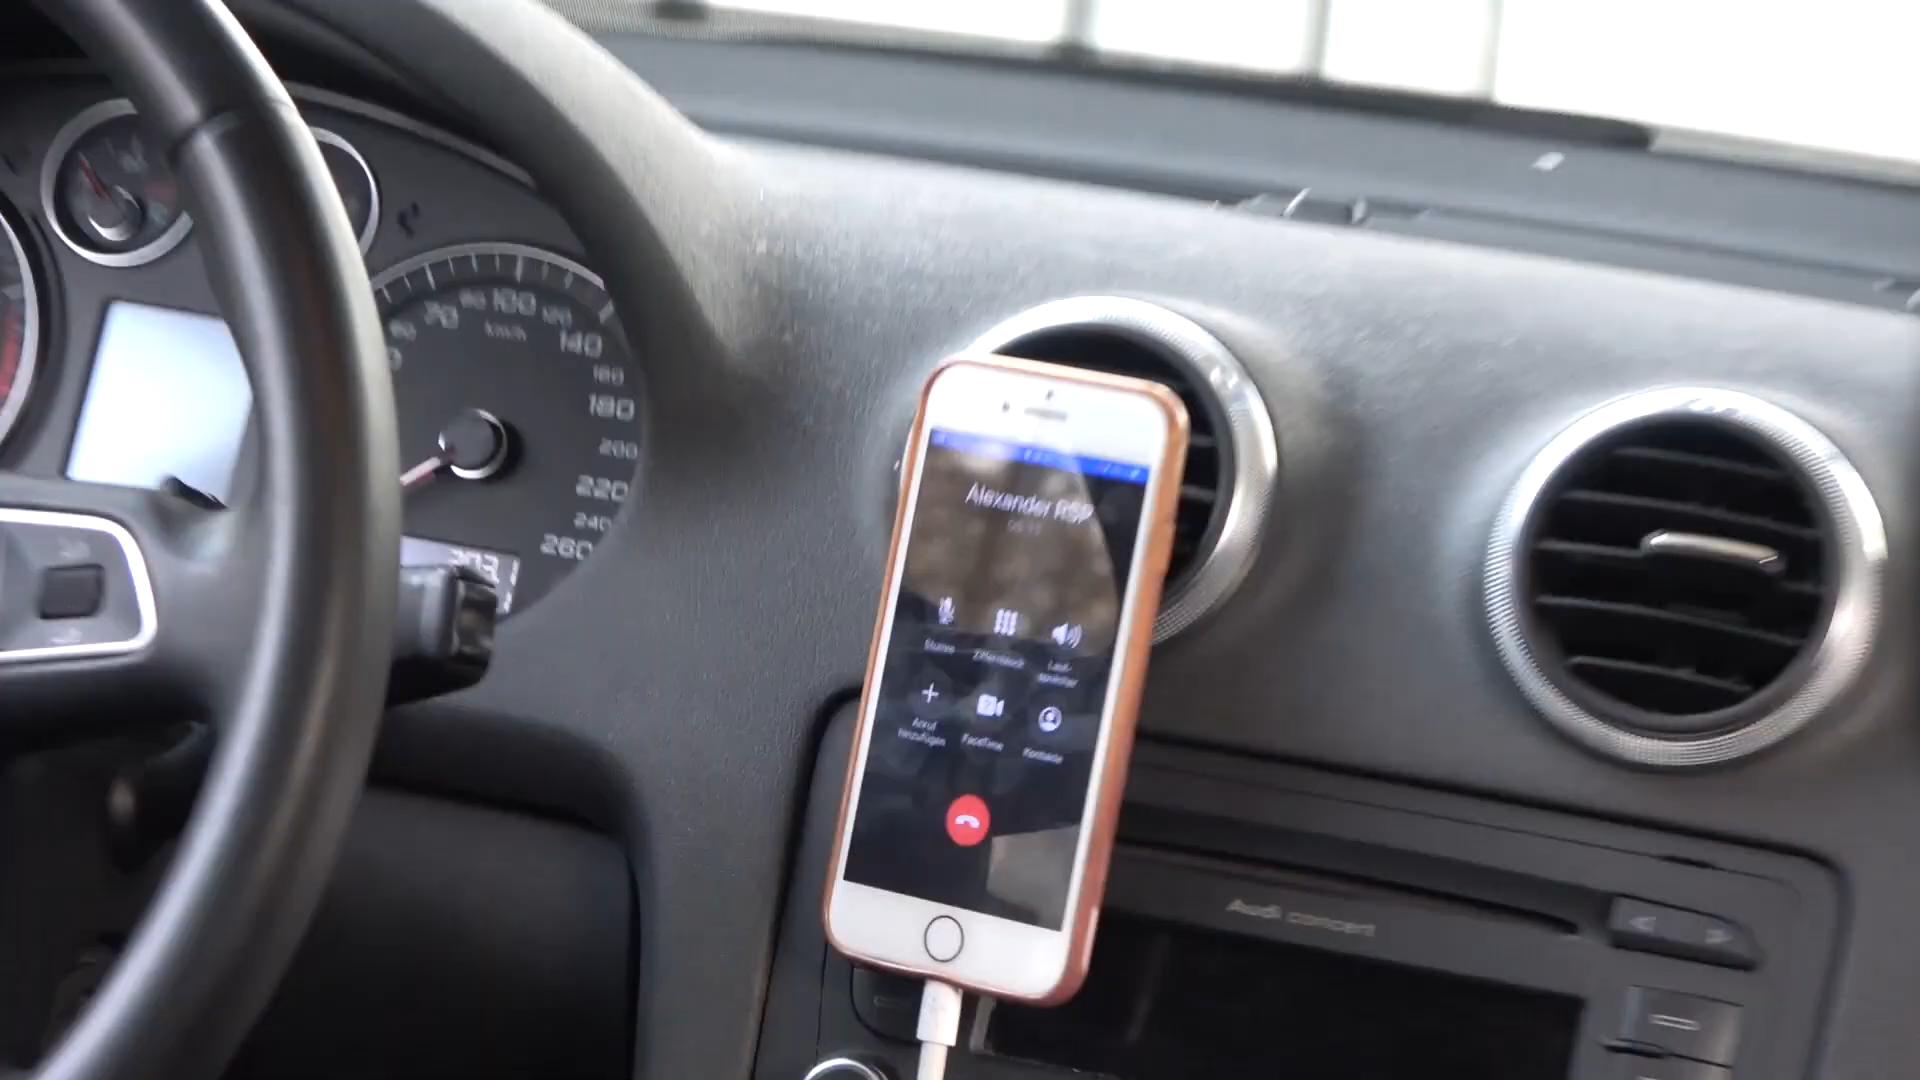 70
80
100
120
140
160
180
200
220
240
260
km/h
Alexander RSP
Stumm
Ziffernblock
Laut-
sprecher
Anruf
hinzufügen
FaceTime
Kontakte
Audi concert